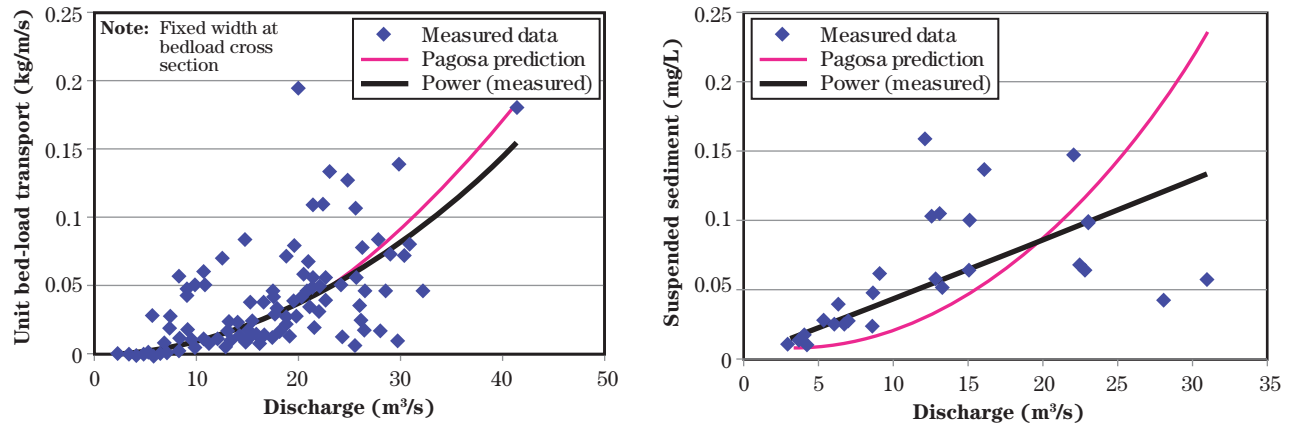 Unit bed-load transport (kg/m/s)
0.25
0.2
0.15
0.1
0.05
0
Note: Fixed width at
bedload cross
section
Measured data
Pagosa prediction
Power (measured)
0 10 20 30 40 50
Discharge (m³/s)
Suspended sediment (mg/L)
0.25
0.20
0.15
0.10
0.05
0
Measured data
Pagosa prediction
Power (measured)
0 5 10 15 20 25 30 35
Discharge (m³/s)